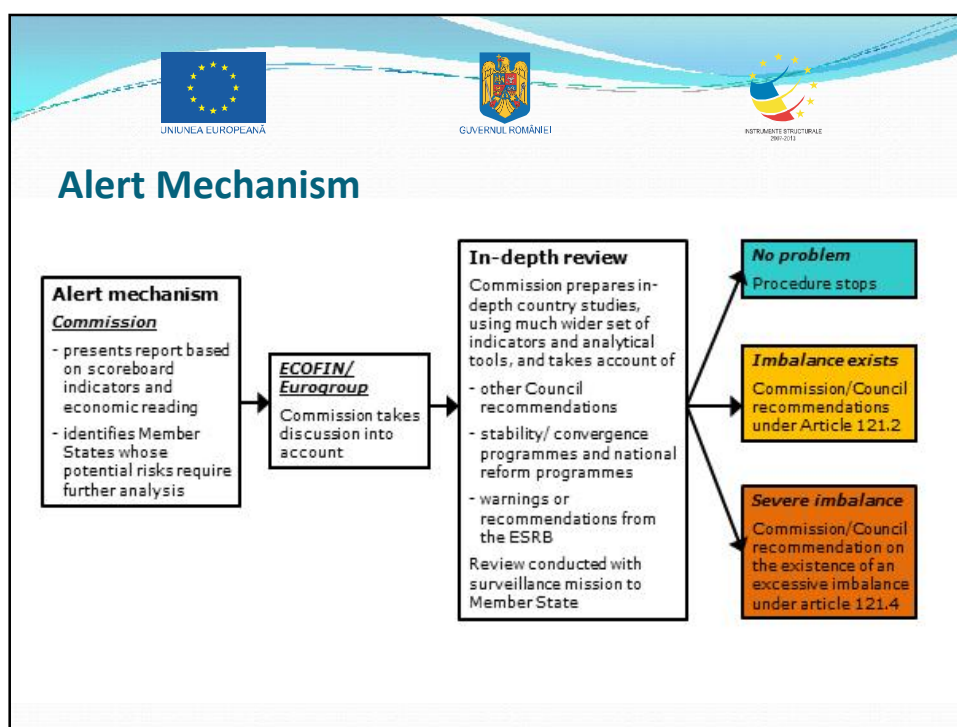 UNIUNEA EUROPEANĂ
GUVERNUL ROMÂNIEI
INSTRUMENTE STRUCTURALE
2007-2013
Alert Mechanism
Alert mechanism
Commission
- presents report based
on scoreboard
indicators and
economic reading
- identifies Member
States whose
potential risks require
further analysis
ECOFIN/
Eurogroup
Commission takes
discussion into
account
In-depth review
Commission prepares in-
depth country studies,
using much wider set of
indicators and analytical
tools, and takes account of
- other Council
recommendations
- stability/ convergence
programmes and national
reform programmes
- warnings or
recommendations from
the ESRB
Review conducted with
surveillance mission to
Member State
No problem
Procedure stops
Imbalance exists
Commission/Council
recommendations
under Article 121.2
Severe imbalance
Commission/Council
recommendation on
the existence of an
excessive imbalance
under article 121.4